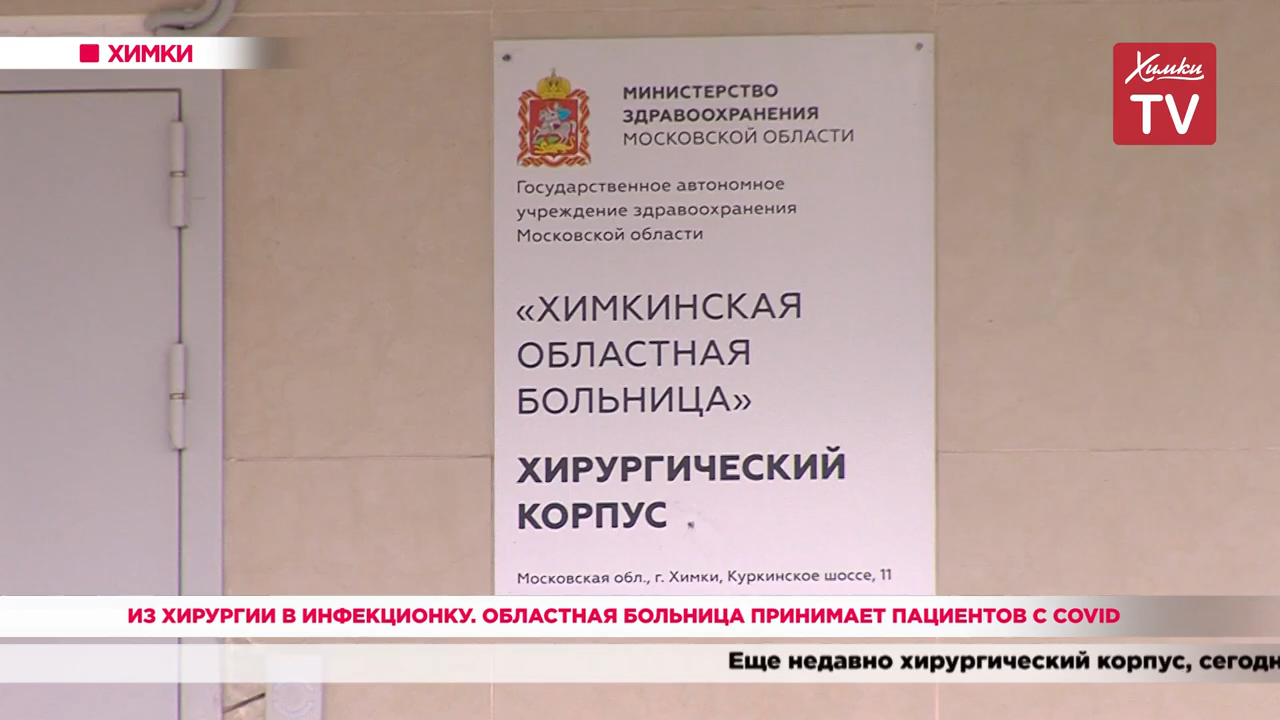 ХИМКИ
Химки
TV
МИНИСТЕРСТВО
ЗДРАВООХРАНЕНИЯ
МОСКОВСКОЙ ОБЛАСТИ
Государственное автономное
учреждение здравоохранения
Московской области
«ХИМКИНСКАЯ
ОБЛАСТНАЯ
БОЛЬНИЦА»
ХИРУРГИЧЕСКИЙ
КОРПУС
Московская обл., г. Химки, Куркинское шоссе, 11
ИЗ ХИРУРГИИ В ИНФЕКЦИОНКУ. ОБЛАСТНАЯ БОЛЬНИЦА ПРИНИМАЕТ ПАЦИЕНТОВ С COVID
Еще недавно хирургический корпус, сегодн